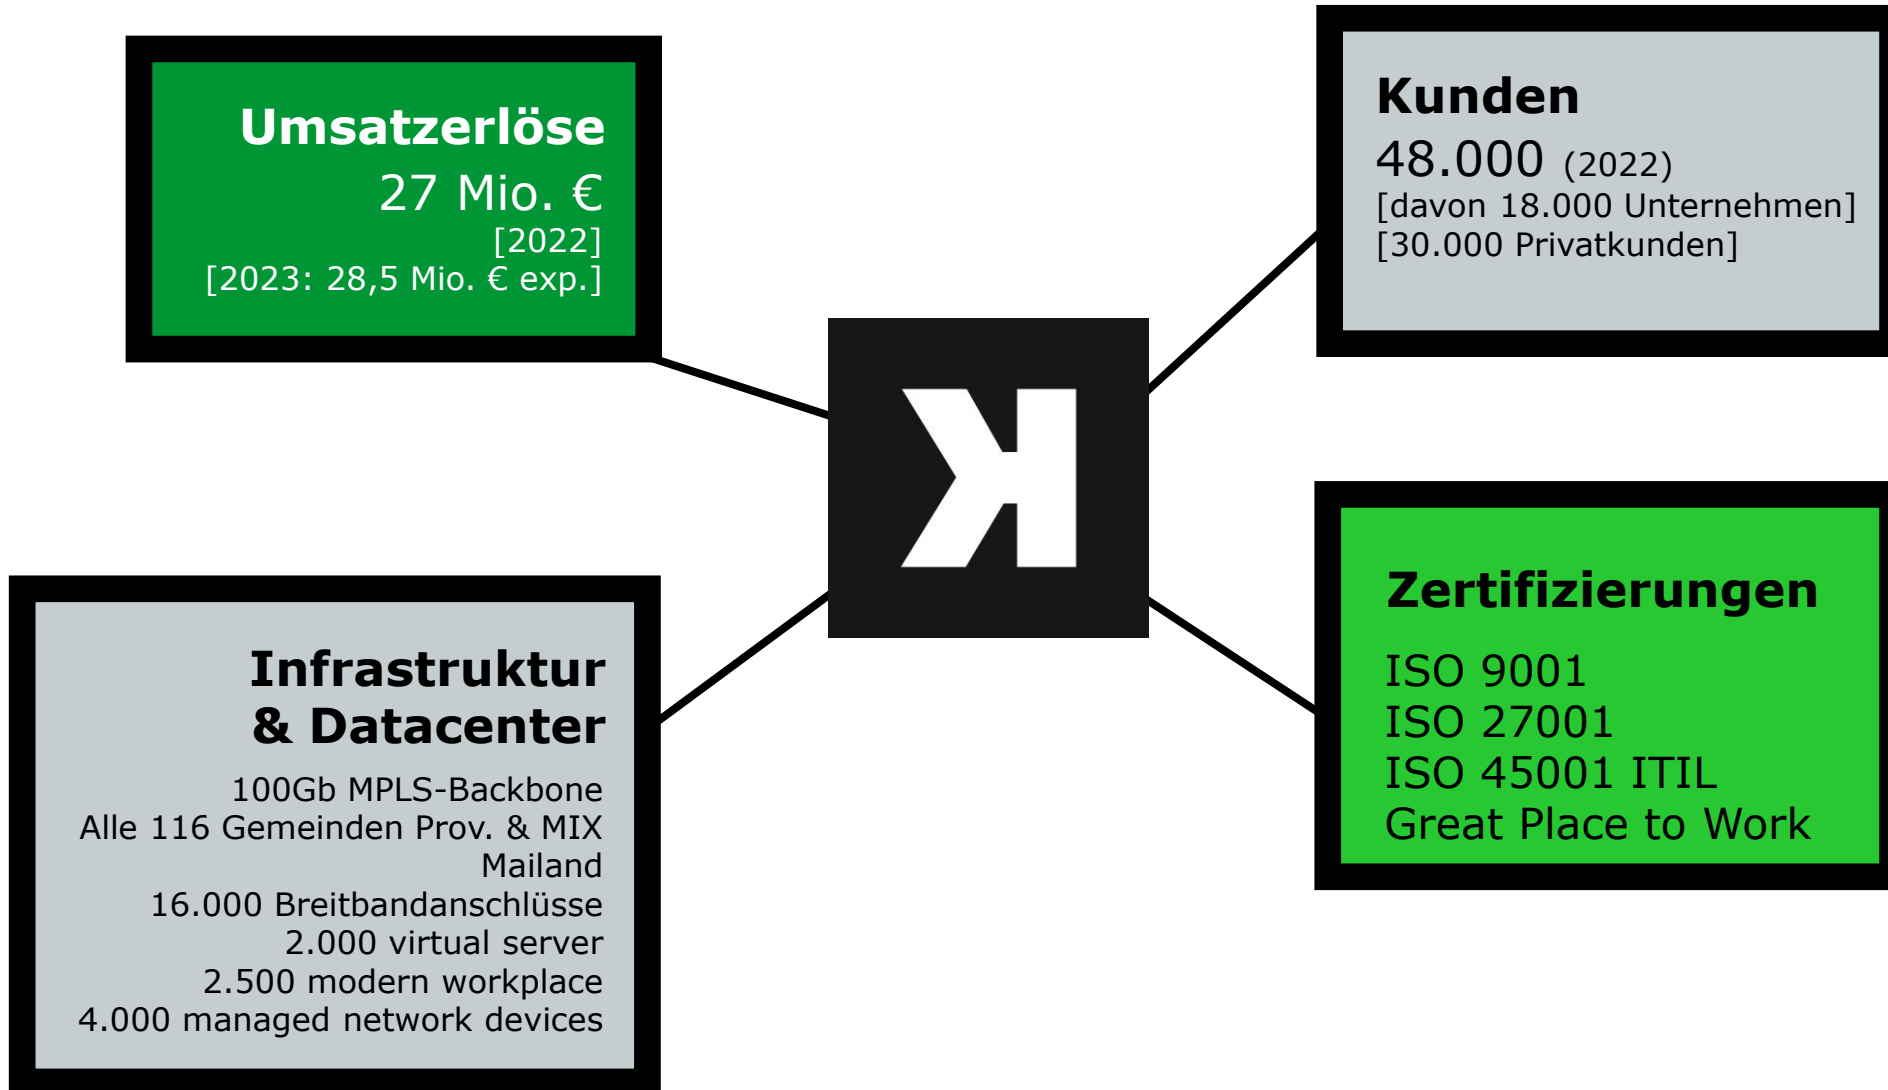 Umsatzerlöse
27 Mio. €
[2022]
[2023: 28,5 Mio. € exp.]
Kunden
48.000 (2022)
[davon 18.000 Unternehmen]
[30.000 Privatkunden]
K
Infrastruktur
& Datacenter
100Gb MPLS-Backbone
Alle 116 Gemeinden Prov. & MIX
Mailand
16.000 Breitbandanschlüsse
2.000 virtual server
2.500 modern workplace
4.000 managed network devices
Zertifizierungen
ISO 9001
ISO 27001
ISO 45001 ITIL
Great Place to Work